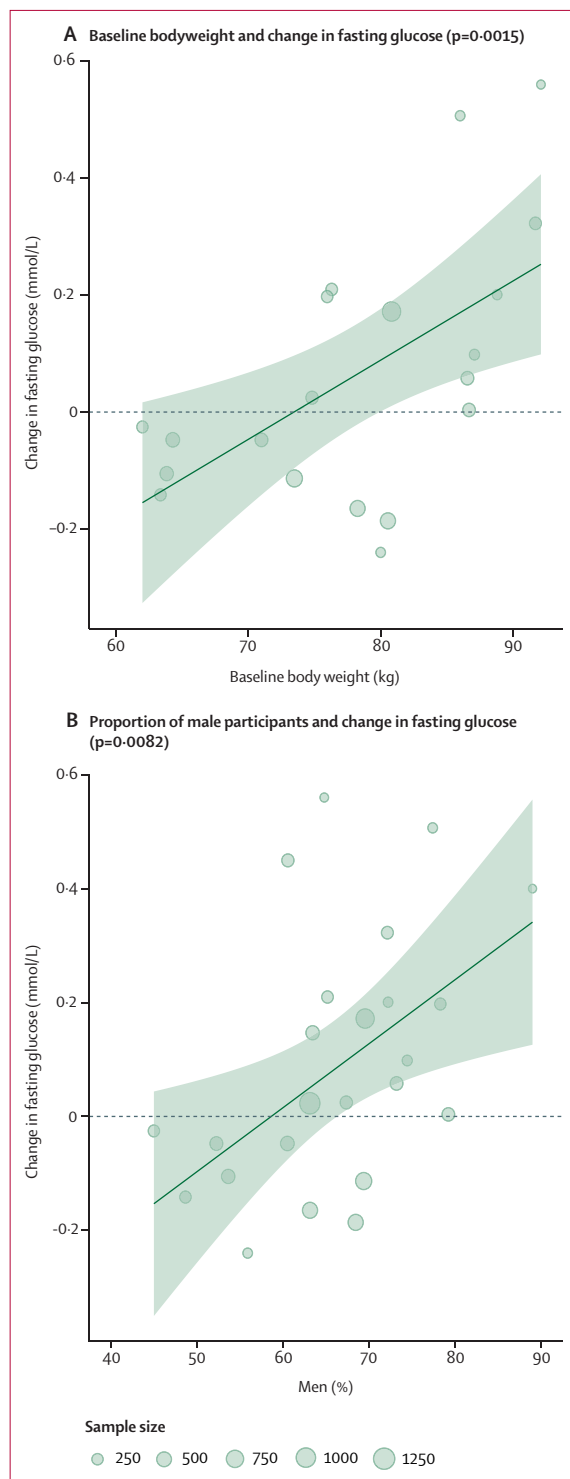 A Baseline bodyweight and change in fasting glucose (p=0·0015)
0·6
0·4
0·2
0
–0·2
Change in fasting glucose (mmol/L)
60 70 80 90
Baseline body weight (kg)
B Proportion of male participants and change in fasting glucose
(p=0·0082)
0·6
0·4
0·2
0
-0·2
Change in fasting glucose (mmol/L)
40 50 60 70 80 90
Men (%)
Sample size
250 500 750 1000 1250